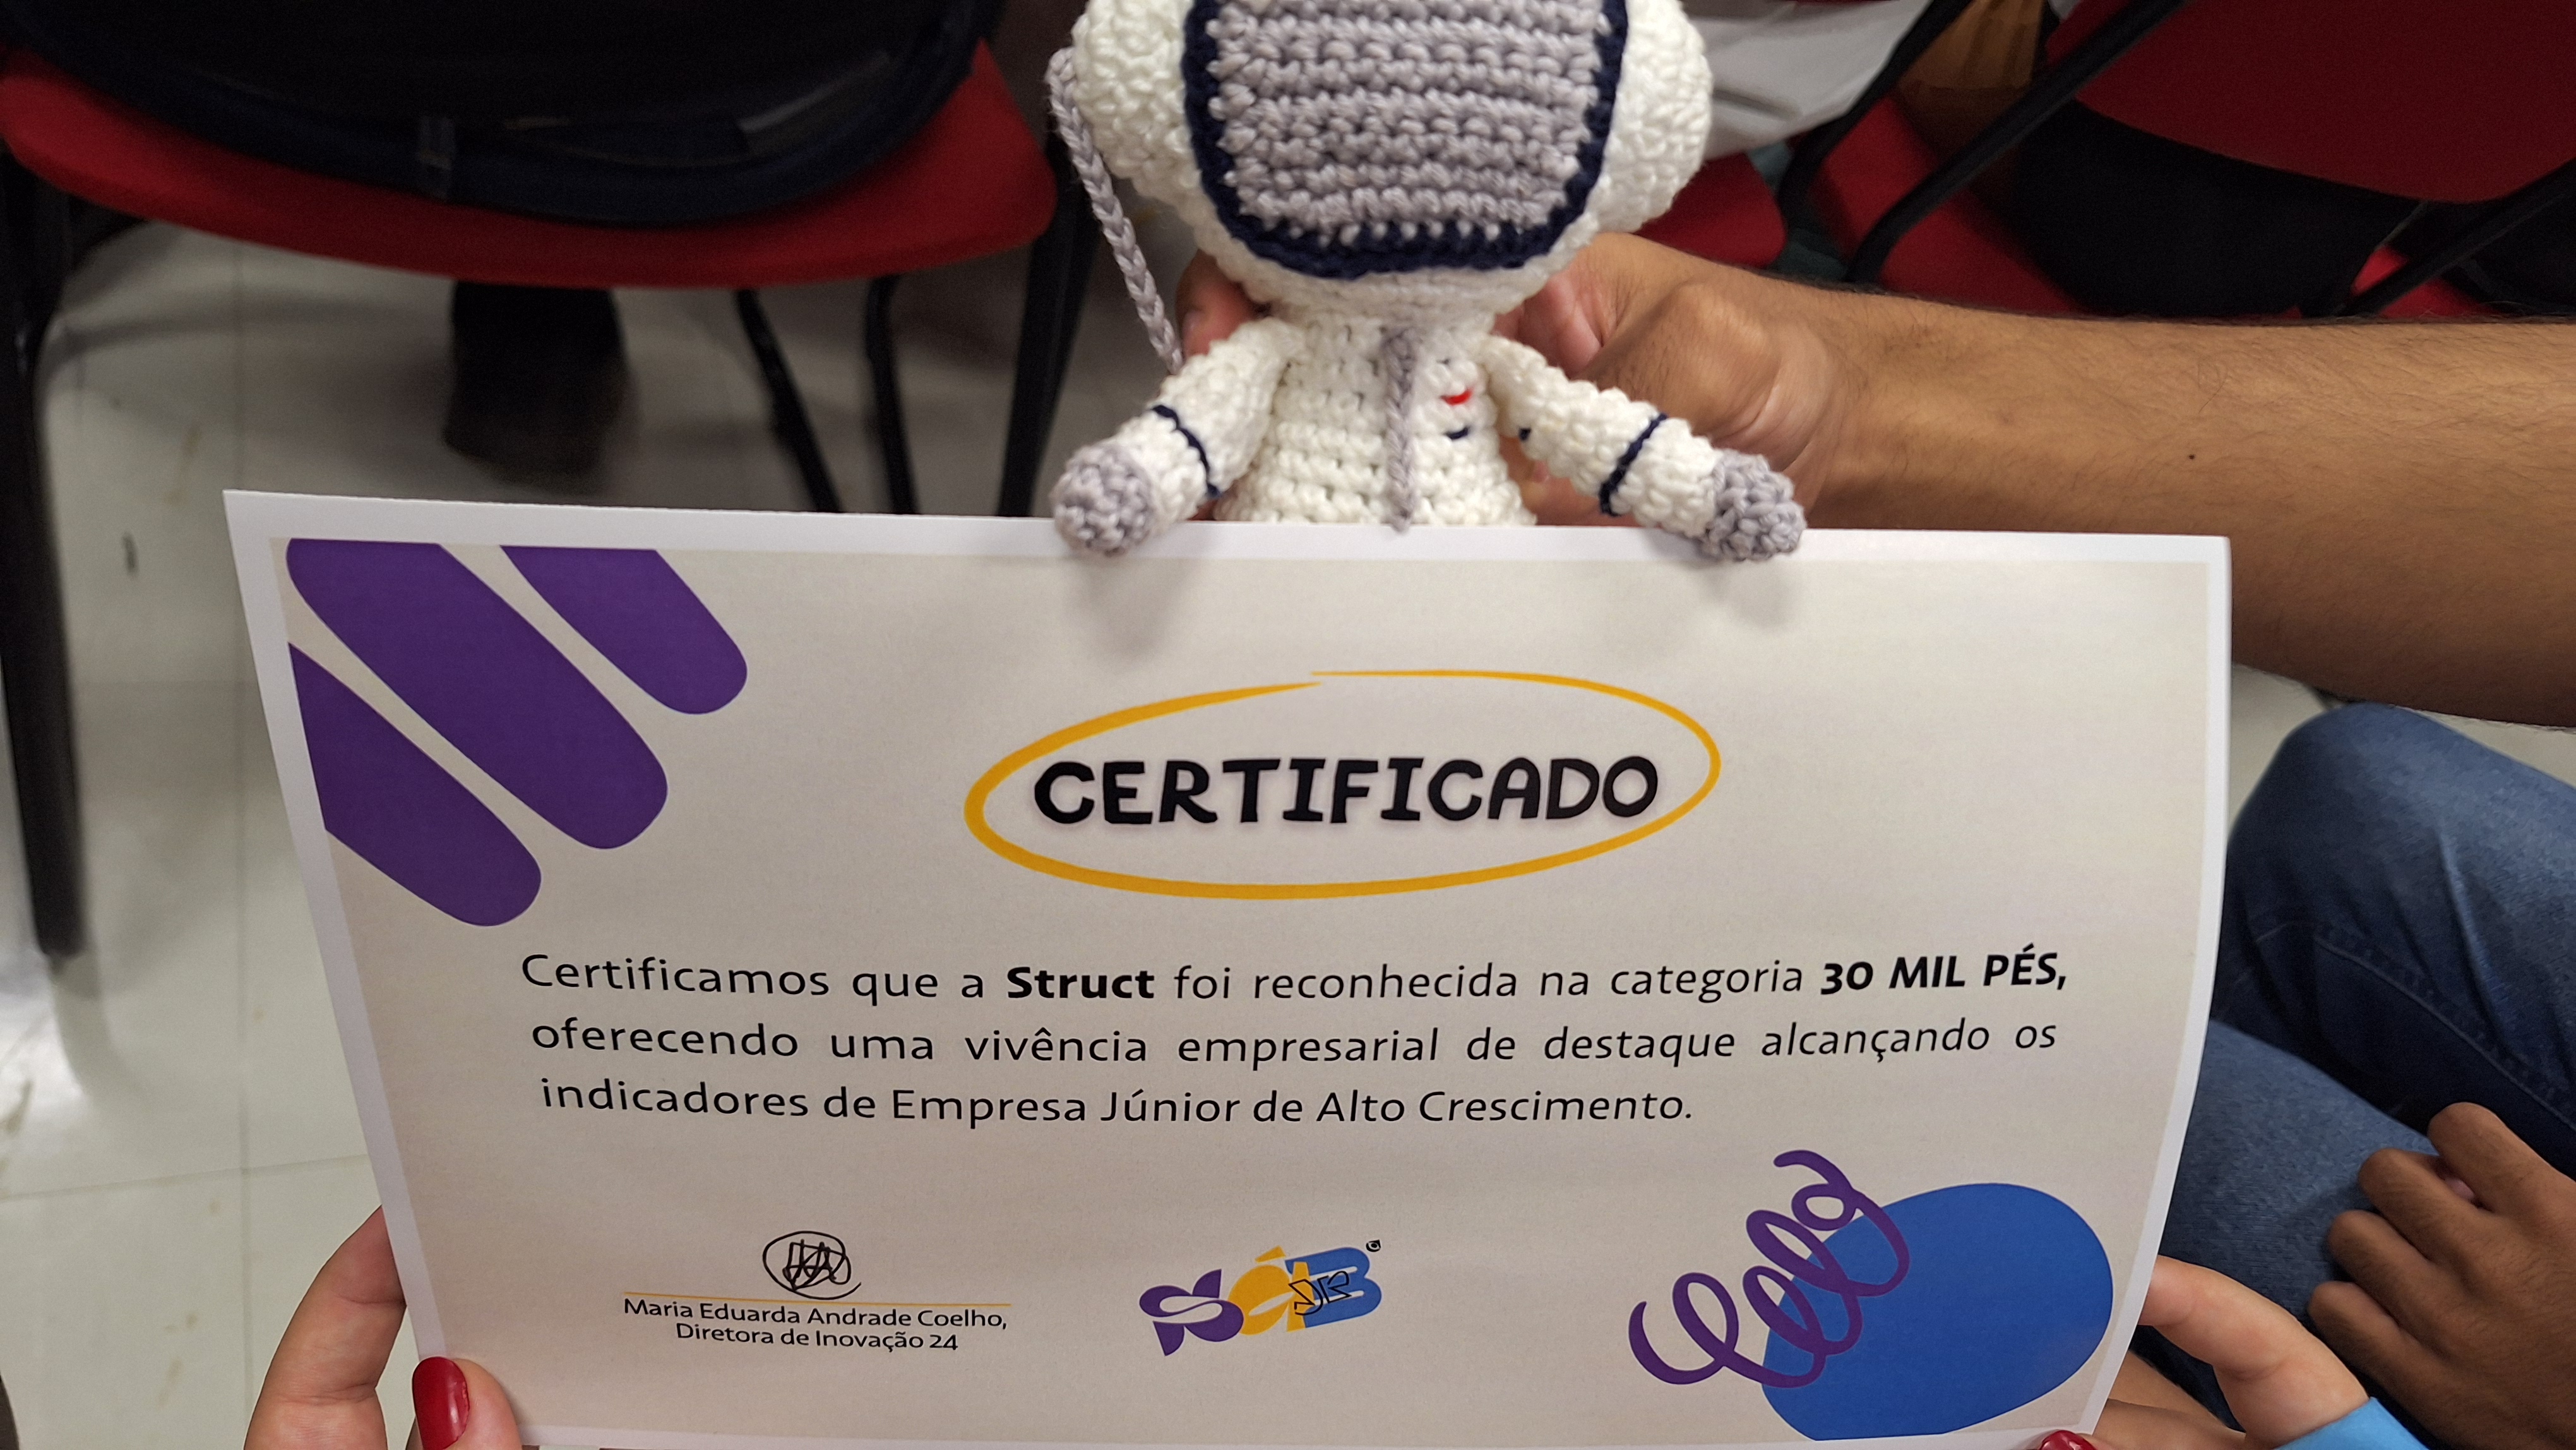 CERTIFICADO
Certificamos que a Struct foi reconhecida na categoria 30 MIL PÉS,
oferecendo uma vivência empresarial de destaque alcançando os
indicadores de Empresa Júnior de Alto Crescimento.
Maria Eduarda Andrade Coelho,
Diretora de Inovação 24